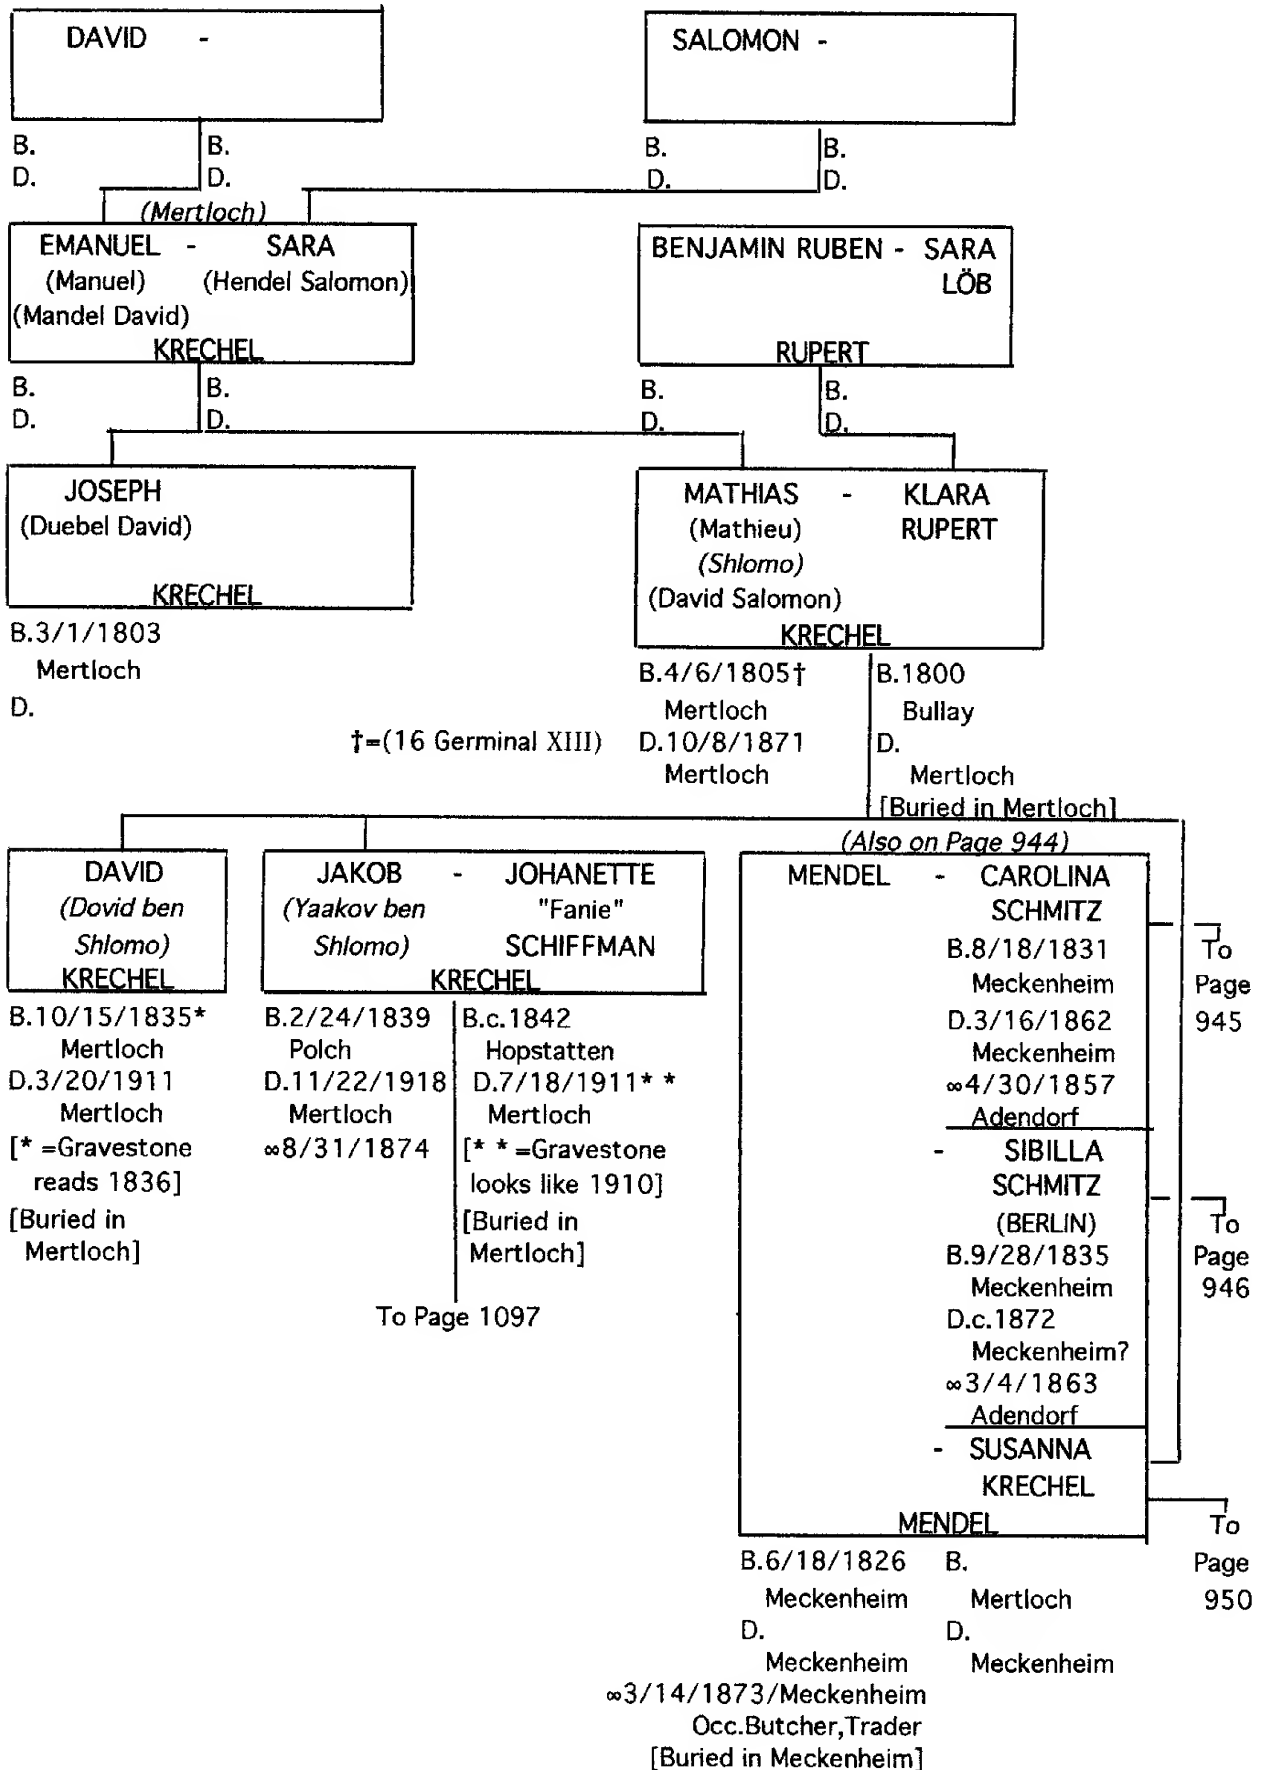 DAVID -
SALOMON -
B. B.
D. D.
B. B.
D. D.
(Mertloch)
EMANUEL - SARA
(Manuel) (Hendel Salomon)
(Mandel David)
KRECHEL
BENJAMIN RUBEN - SARA
LÖB
RUPERT
B. B.
D. D.
B. B.
D. D.
JOSEPH
(Duebel David)
KRECHEL
B.3/1/1803
Mertloch
D.
MATHIAS - KLARA
(Mathieu) RUPERT
(Shlomo)
(David Salomon)
KRECHEL
B.4/6/1805† B.1800
Mertloch Bullay
†=(16 Germinal XIII) D.10/8/1871 D.
Mertloch Mertloch
[Buried in Mertloch]
(Also on Page 944)
DAVID
(Dovid ben
Shlomo)
KRECHEL
B.10/15/1835*
Mertloch
D.3/20/1911
Mertloch
[* =Gravestone
reads 1836]
[Buried in
Mertloch]
JAKOB - JOHANETTE
(Yaakov ben "Fanie"
Shlomo) SCHIFFMAN
KRECHEL
B.2/24/1839 B.c.1842
Polch Hopstatten
D.11/22/1918 D.7/18/1911* *
Mertloch Mertloch
∞8/31/1874 [* * =Gravestone
looks like 1910]
[Buried in
Mertloch]
To Page 1097
MENDEL - CAROLINA
SCHMITZ
B.8/18/1831
Meckenheim
D.3/16/1862
Meckenheim
∞4/30/1857
Adendorf
To
Page
945
- SIBILLA
SCHMITZ
(BERLIN)
B.9/28/1835
Meckenheim
D.c.1872
Meckenheim?
∞3/4/1863
Adendorf
To
Page
946
- SUSANNA
KRECHEL
MENDEL
To
Page
950
B.6/18/1826 B.
Meckenheim Mertloch
D. D.
Meckenheim Meckenheim
∞3/14/1873/Meckenheim
Occ.Butcher,Trader
[Buried in Meckenheim]